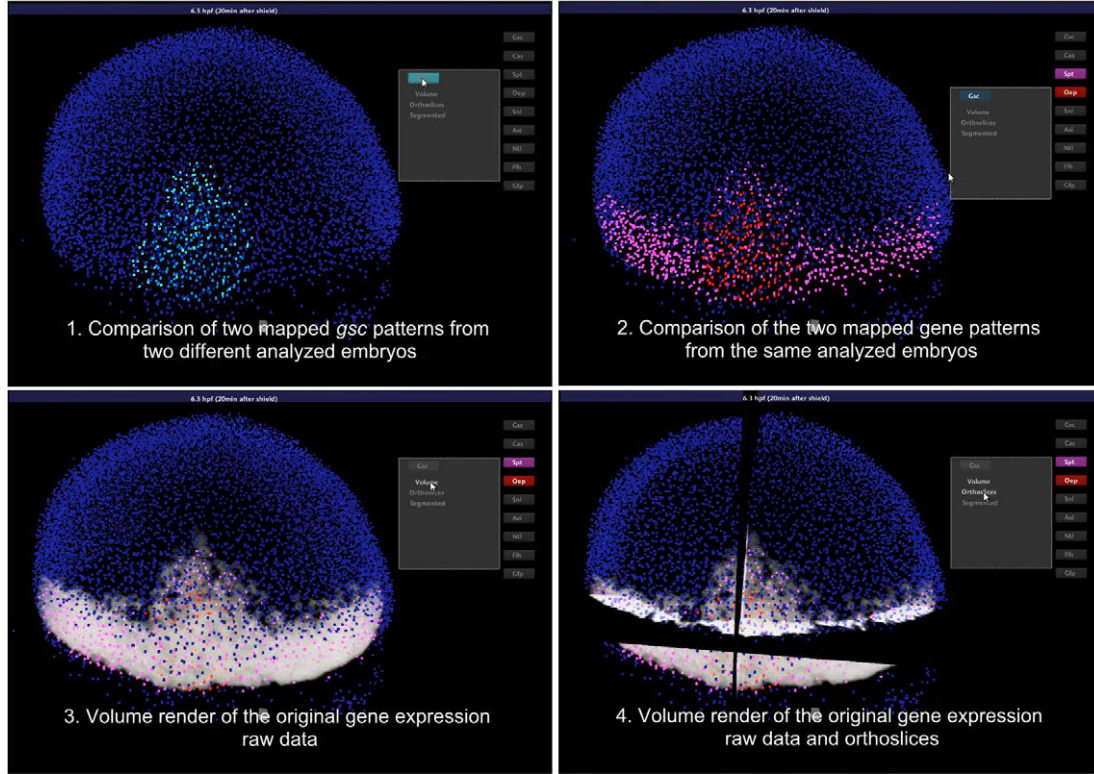 6.3 hpf (20min after shield)
Gsc
Cas
Spt
Oep
Snl
Axl
Ntl
Flh
Gfp
Volume
Orthoslices
Segmented
1. Comparison of two mapped gsc patterns from
two different analyzed embryos
6.3 hpf (20min after shield)
Gsc
Cas
Spt
Oep
Snl
Axl
Ntl
Flh
Gfp
Gsc
Volume
Orthoslices
Segmented
2. Comparison of the two mapped gene patterns
from the same analyzed embryos
6.3 hpf (20min after shield)
Gsc
Cas
Spt
Oep
Snl
Axl
Ntl
Flh
Gfp
Gsc
Volume
Orthoslices
Segmented
3. Volume render of the original gene expression
raw data
6.3 hpf (20min after shield)
Gsc
Cas
Spt
Oep
Snl
Axl
Ntl
Flh
Gfp
Gsc
Volume
Orthoslices
Segmented
4. Volume render of the original gene expression
raw data and orthoslices